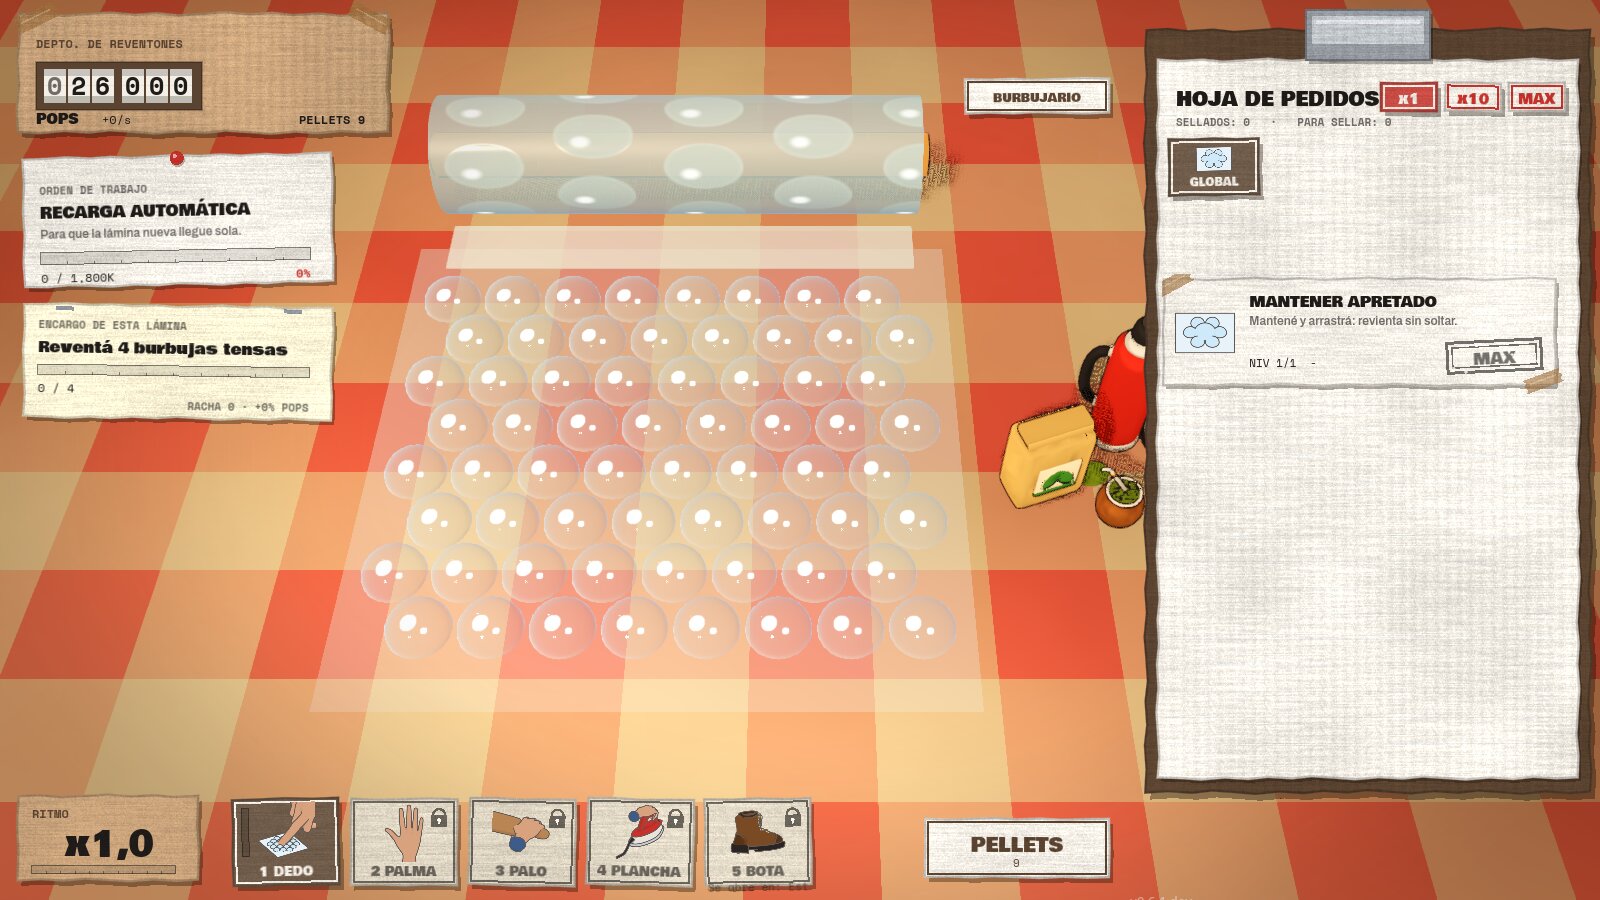 DEPTO. DE REVENTONES
026000
POPS +0/s PELLETS 9
ORDEN DE TRABAJO
RECARGA AUTOMÁTICA
Para que la lámina nueva llegue sola.
0 / 1.800K 0%
ENCARGO DE ESTA LÁMINA
Reventá 4 burbujas tensas
0 / 4
RACHA 0 · +0% POPS
BURBUJARIO
HOJA DE PEDIDOS x1 x10 MAX
SELLADOS: 0 · PARA SELLAR: 0
GLOBAL
MANTENER APRETADO
Mantené y arrastrá: revienta sin soltar.
NIV 1/1 -
MAX
RITMO
x1,0
1 DEDO
2 PALMA
3 PALO
4 PLANCHA
5 BOTA
Se abre en: Est
PELLETS
9